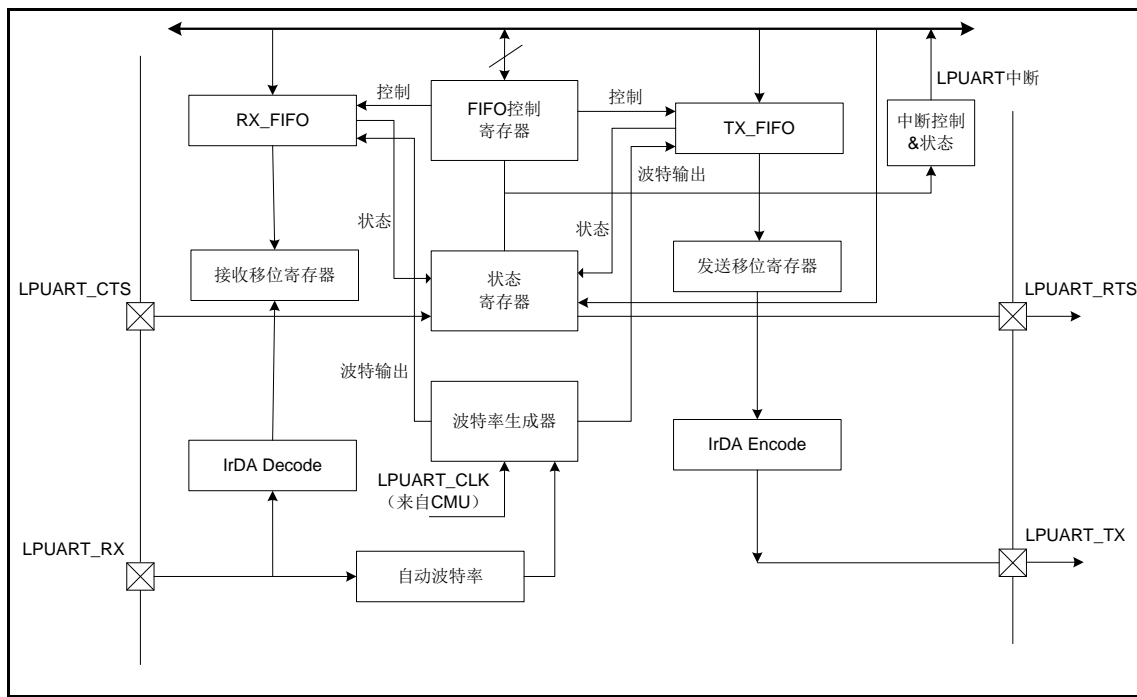 LPUART中断
控制
控制
RX_FIFO
FIFO控制
寄存器
TX_FIFO
中断控制
&状态
波特输出
状态
状态
接收移位寄存器
状态
寄存器
发送移位寄存器
LPUART_CTS
LPUART_RTS
波特输出
波特率生成器
IrDA Decode
IrDA Encode
LPUART_CLK
（来自CMU）
LPUART_RX
LPUART_TX
自动波特率